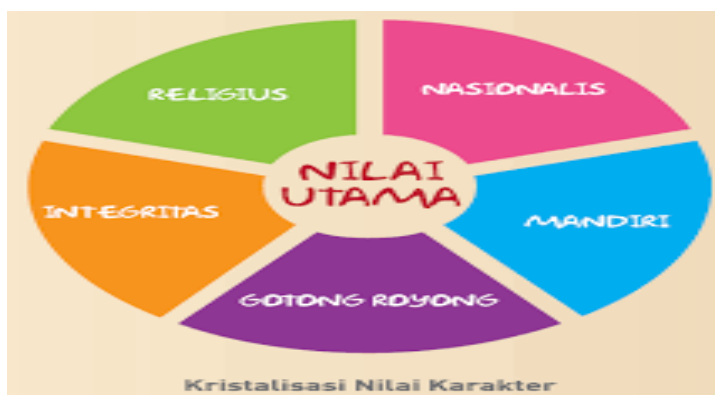 RELIGIUS
NASIONALIS
NILAI
UTAMA
INTEGRITAS
MANDIRI
GOTONG ROYONG
Kristalisasi Nilai Karakter